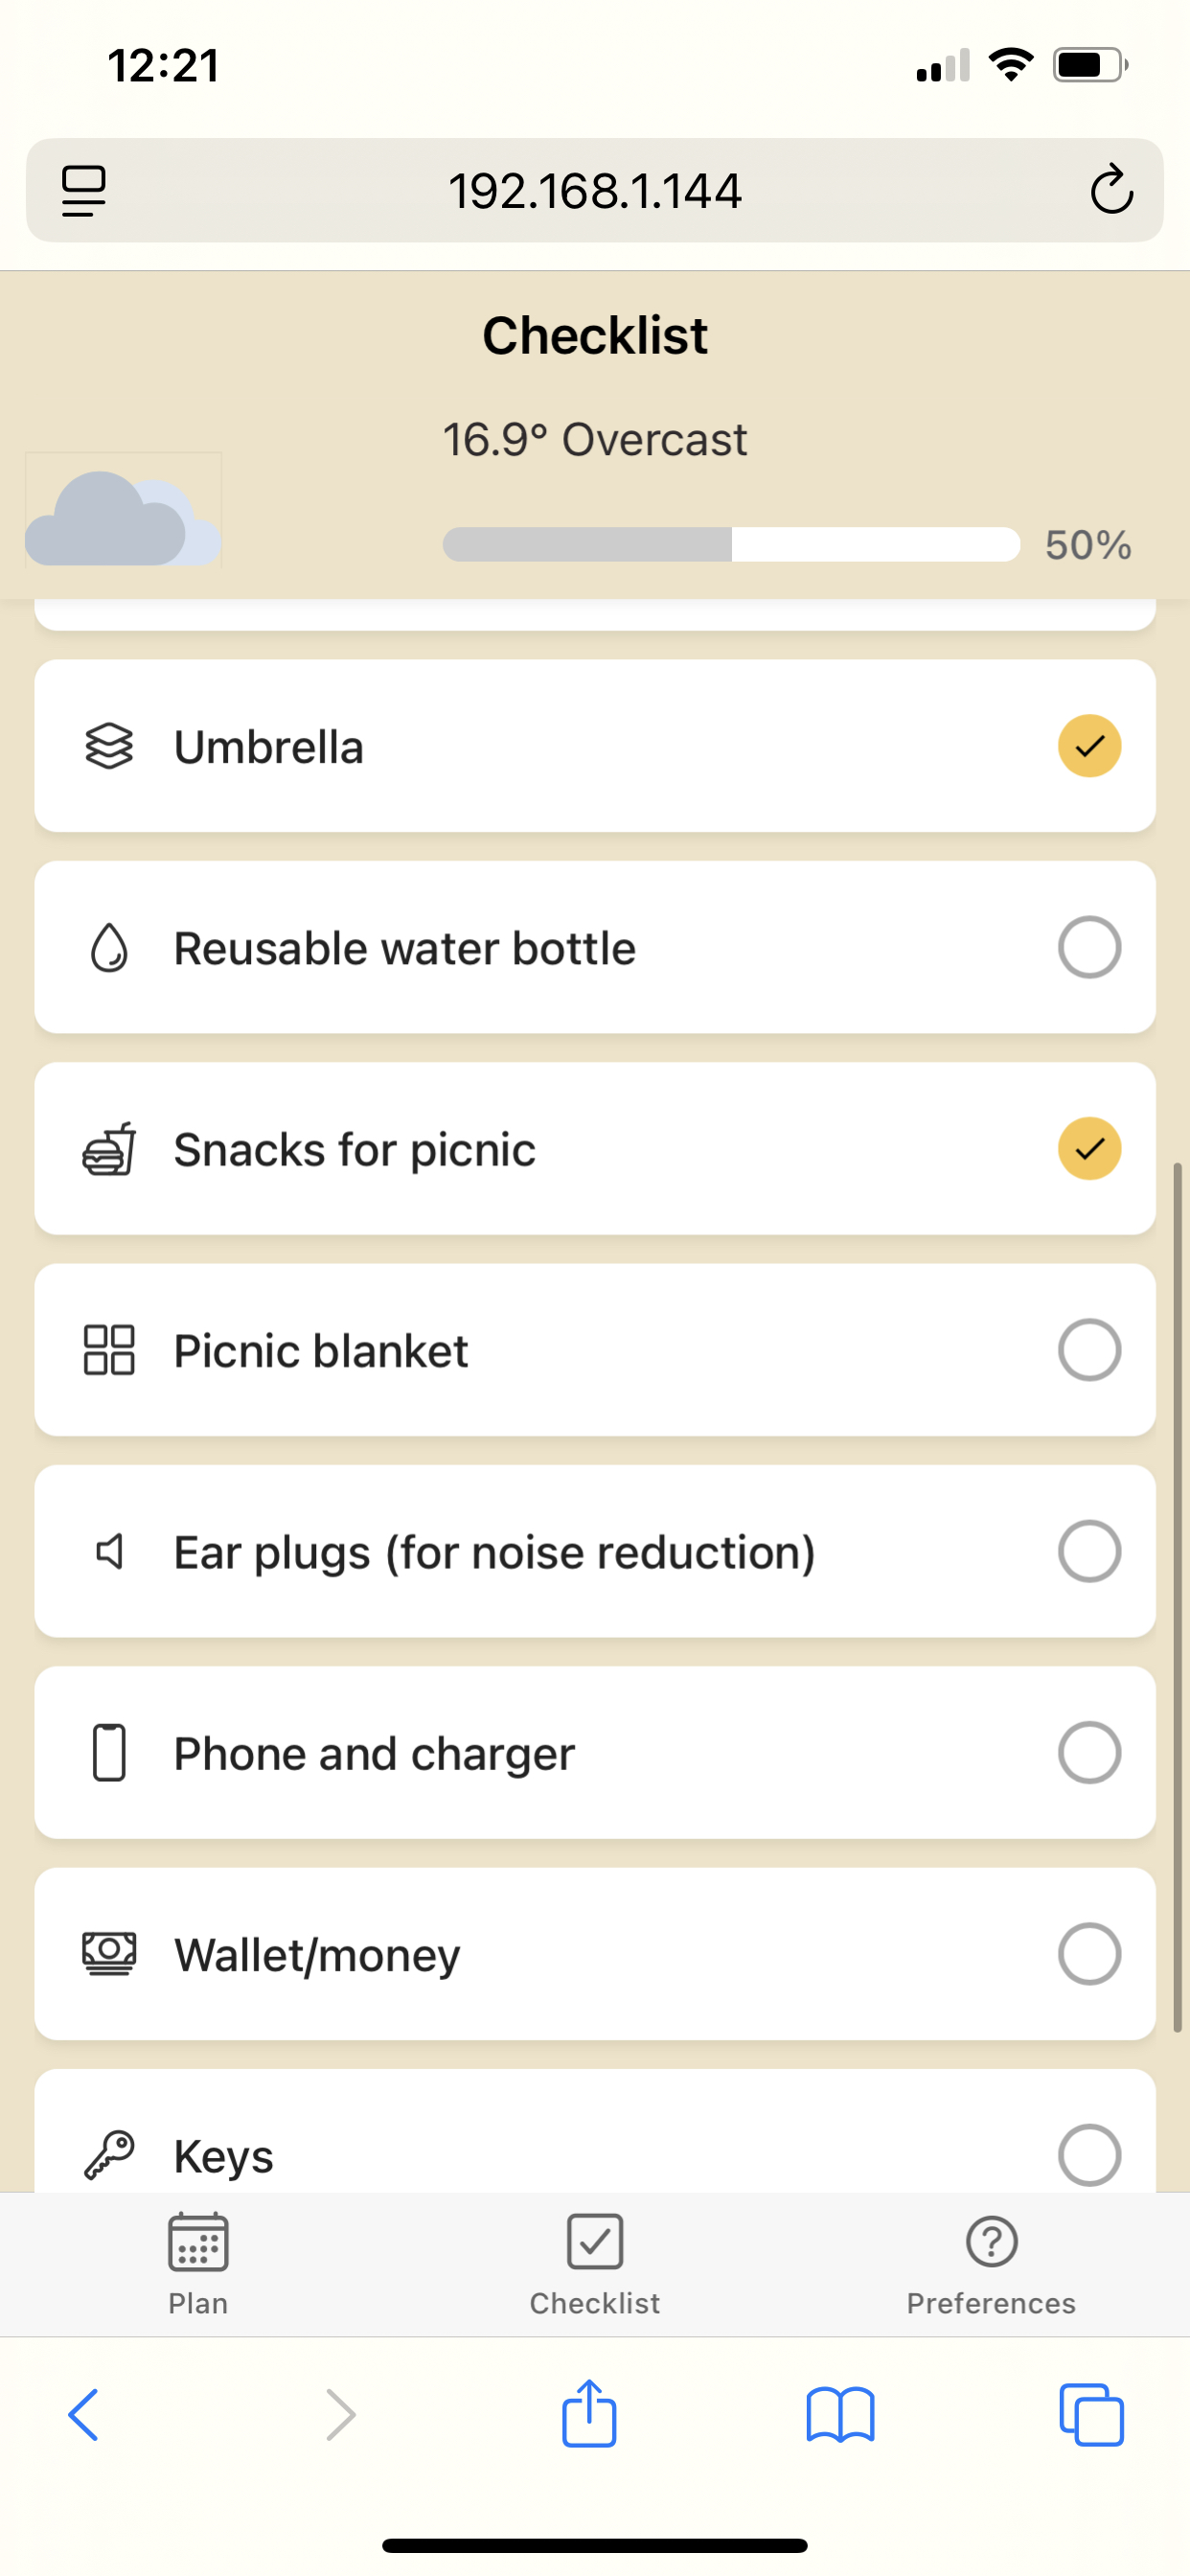 12:21
192.168.1.144
Checklist
16.9° Overcast
50%
Umbrella
Reusable water bottle
Snacks for picnic
Picnic blanket
Ear plugs (for noise reduction)
Phone and charger
Wallet/money
Keys
Plan Checklist Preferences